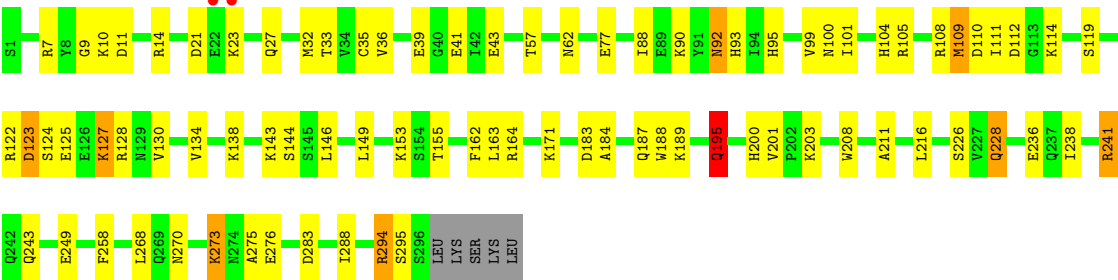 S1 R7 Y8 G9 K10 D11 R14 D21 E22 K23 Q27 M32 T33 V34 C35 V36 E39 G40 E41 I42 E43 T57 N62 E77 I88 E89 K90 Y91 N92 H93 I94 H95 V99 N100 I101 H104 R105 R108 M109 D110 I111 D112 G113 K114 S119
R122 D123 S124 E125 E126 K127 R128 N129 V130 V134 K138 K143 S144 S145 L146 L149 K153 S154 T155 F162 L163 R164 K171 D183 A184 Q187 W188 K189 Q195 H200 V201 P202 K203 W208 A211 L216 S226 V227 Q228 E236 Q237 I238 R241
Q242 Q243 E249 F258 L268 Q269 N270 K273 N274 A275 E276 D283 I288 R294 S295 S296 LEU LYS SER LYS LEU